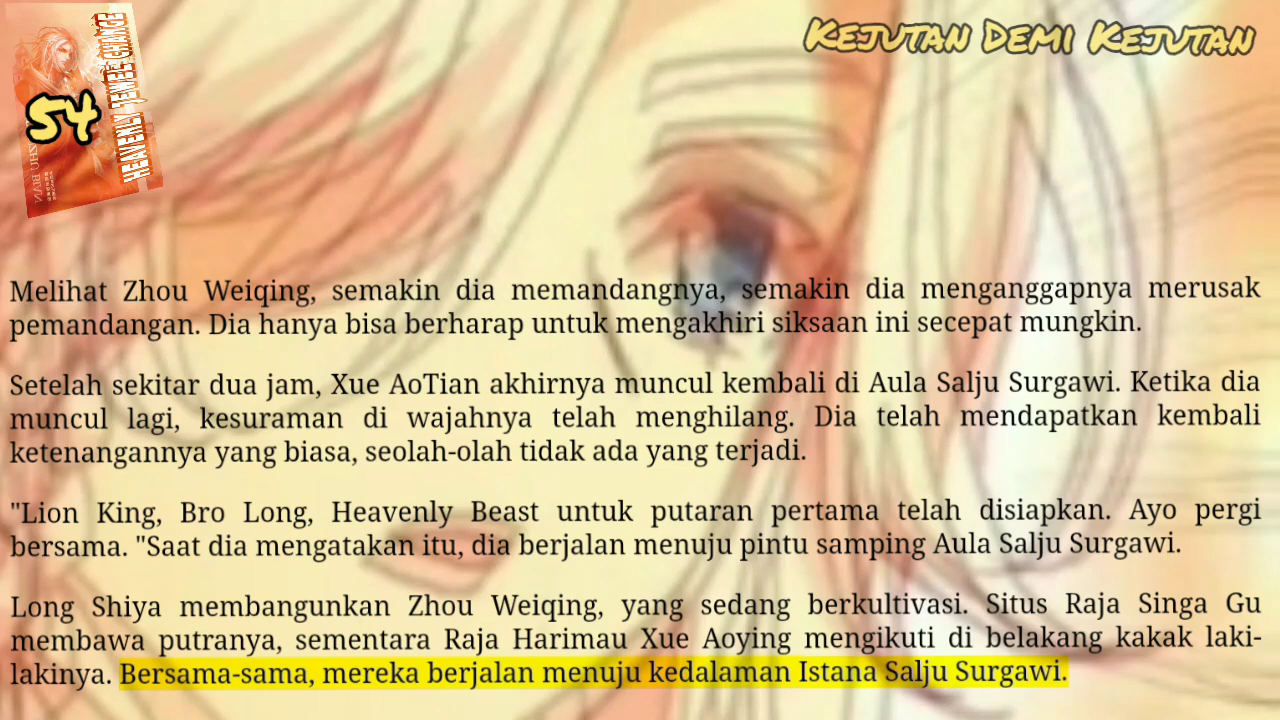 Kejutan Demi Kejutan
54
HEAVENLY JEWEL CHANGE
Melihat Zhou Weiqing, semakin dia memandangnya, semakin dia menganggapnya merusak
pemandangan. Dia hanya bisa berharap untuk mengakhiri siksaan ini secepat mungkin.
Setelah sekitar dua jam, Xue AoTian akhirnya muncul kembali di Aula Salju Surgawi. Ketika dia
muncul lagi, kesuraman di wajahnya telah menghilang. Dia telah mendapatkan kembali
ketenangannya yang biasa, seolah-olah tidak ada yang terjadi.
"Lion King, Bro Long, Heavenly Beast untuk putaran pertama telah disiapkan. Ayo pergi
bersama. "Saat dia mengatakan itu, dia berjalan menuju pintu samping Aula Salju Surgawi.
Long Shiya membangunkan Zhou Weiqing, yang sedang berkultivasi. Situs Raja Singa Gu
membawa putranya, sementara Raja Harimau Xue Aoying mengikuti di belakang kakak laki-
lakinya. Bersama-sama, mereka berjalan menuju kedalaman Istana Salju Surgawi.